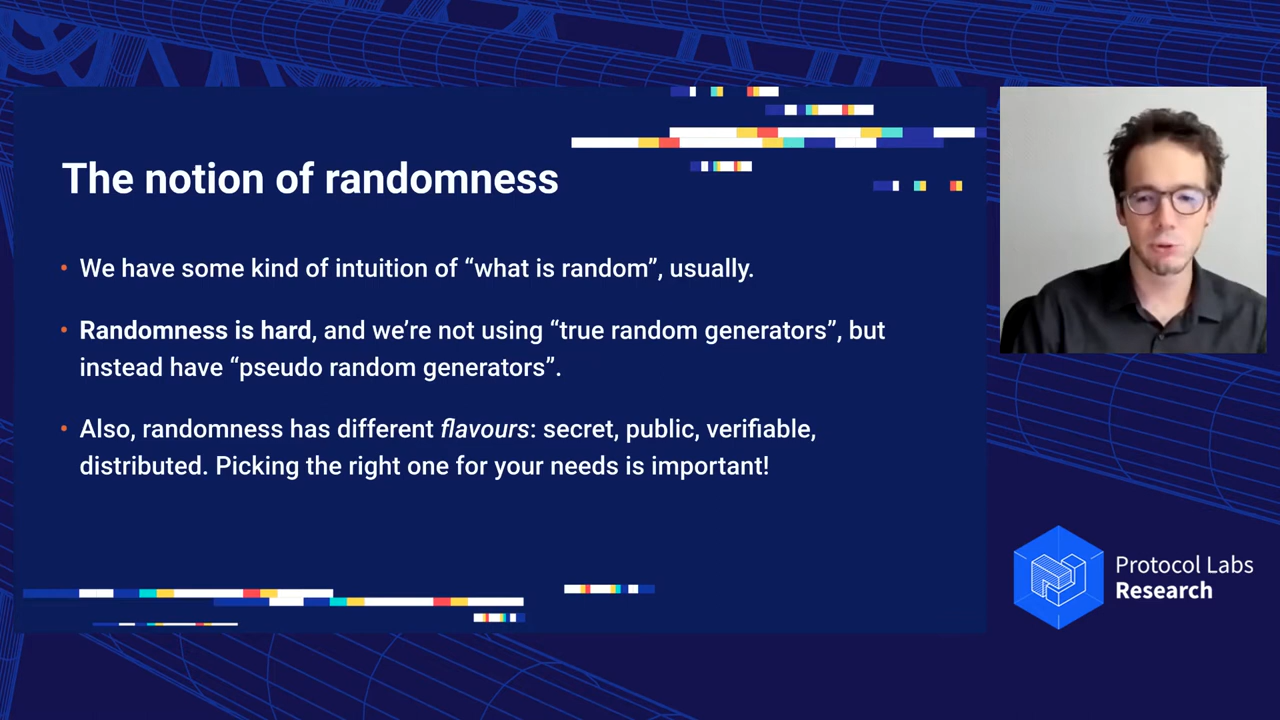 The notion of randomness
• We have some kind of intuition of “what is random”, usually.
• Randomness is hard, and we’re not using “true random generators”, but
instead have “pseudo random generators”.
• Also, randomness has different flavours: secret, public, verifiable,
distributed. Picking the right one for your needs is important!
Protocol Labs
Research